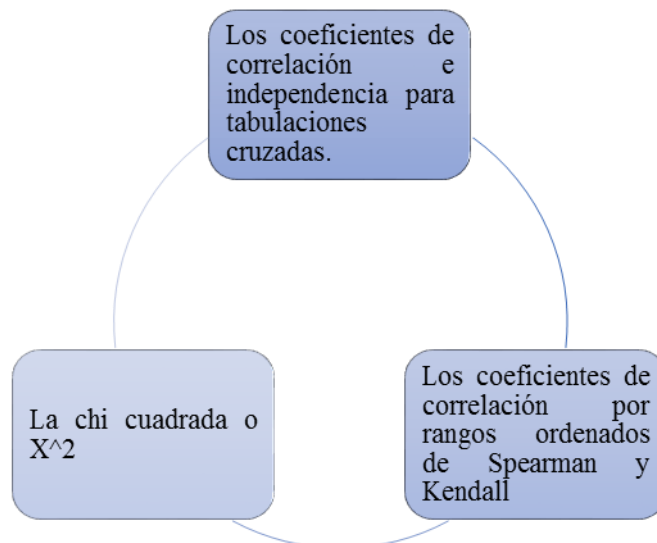 Los coeficientes de
correlación e
independencia para
tabulaciones
cruzadas.
Los coeficientes de
correlación por
rangos ordenados
de Spearman y
Kendall
La chi cuadrada o
X^2